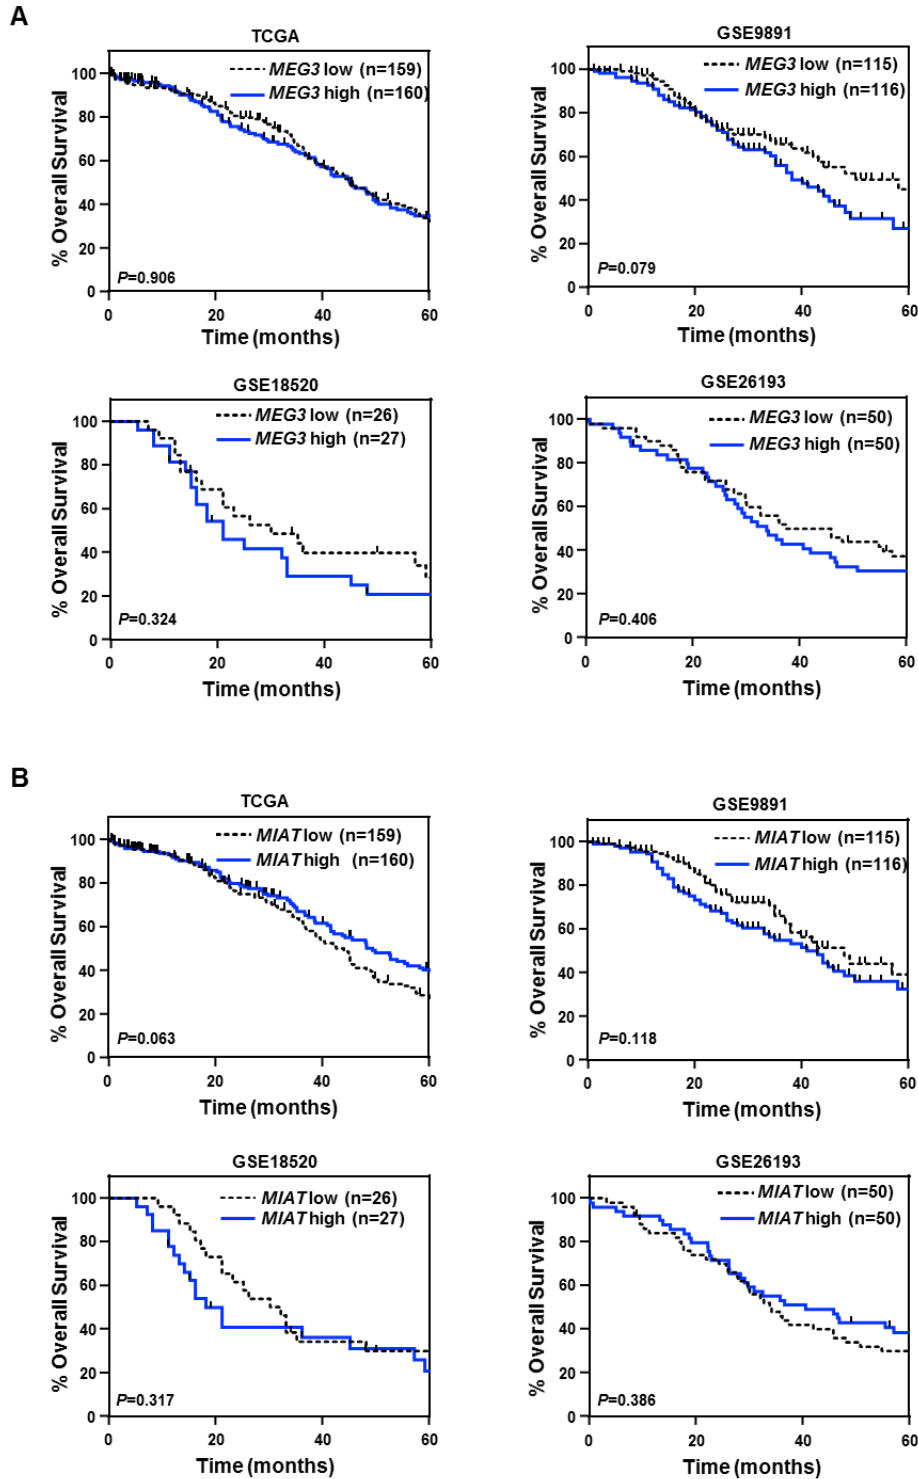 A
TCGA
MEG3 low (n=159)
MEG3 high (n=160)
% Overall Survival
100
80
60
40
20
0
P=0.906
0 20 40 60
Time (months)
GSE9891
MEG3 low (n=115)
MEG3 high (n=116)
% Overall Survival
100
80
60
40
20
0
P=0.079
0 20 40 60
Time (months)
GSE18520
MEG3 low (n=26)
MEG3 high (n=27)
% Overall Survival
100
80
60
40
20
0
P=0.324
0 20 40 60
Time (months)
GSE26193
MEG3 low (n=50)
MEG3 high (n=50)
% Overall Survival
100
80
60
40
20
0
P=0.406
0 20 40 60
Time (months)
B
TCGA
MIAT low (n=159)
MIAT high (n=160)
% Overall Survival
100
80
60
40
20
0
P=0.063
0 20 40 60
Time (months)
GSE9891
MIAT low (n=115)
MIAT high (n=116)
% Overall Survival
100
80
60
40
20
0
P=0.118
0 20 40 60
Time (months)
GSE18520
MIAT low (n=26)
MIAT high (n=27)
% Overall Survival
100
80
60
40
20
0
P=0.317
0 20 40 60
Time (months)
GSE26193
MIAT low (n=50)
MIAT high (n=50)
% Overall Survival
100
80
60
40
20
0
P=0.386
0 20 40 60
Time (months)